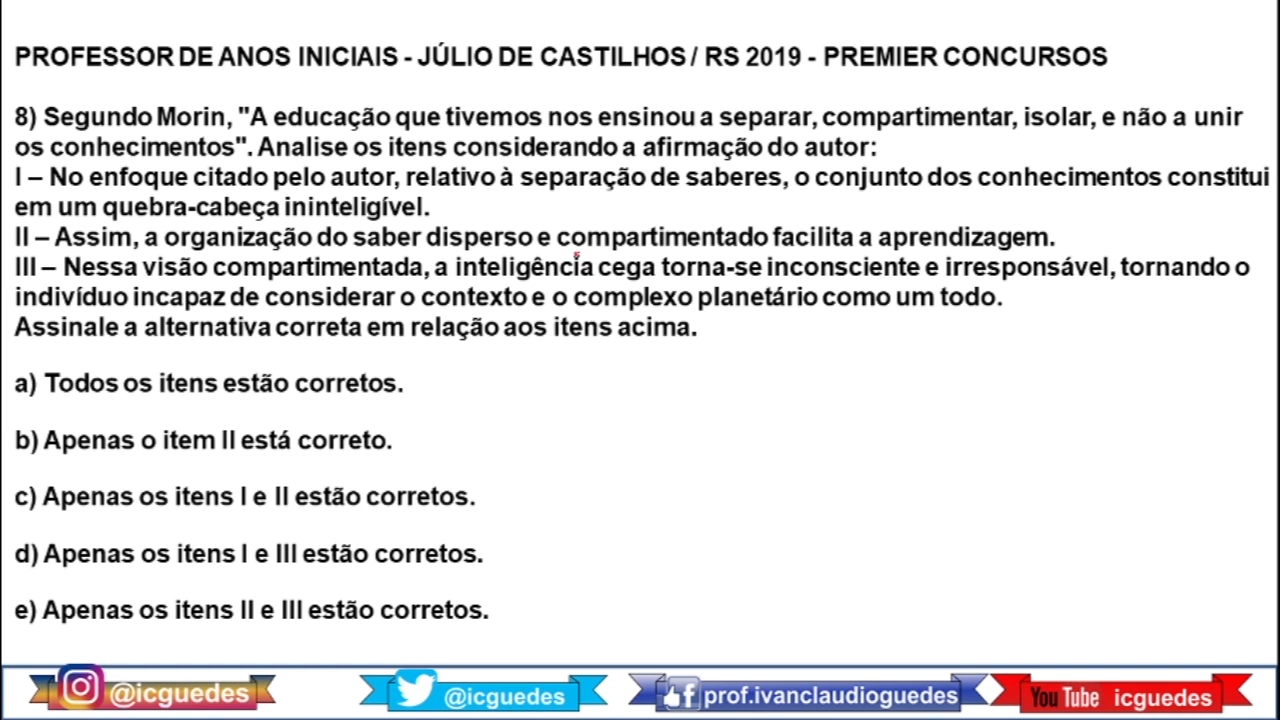 PROFESSOR DE ANOS INICIAIS - JÚLIO DE CASTILHOS / RS 2019 - PREMIER CONCURSOS
8) Segundo Morin, "A educação que tivemos nos ensinou a separar, compartimentar, isolar, e não a unir
os conhecimentos". Analise os itens considerando a afirmação do autor:
I – No enfoque citado pelo autor, relativo à separação de saberes, o conjunto dos conhecimentos constitui
em um quebra-cabeça ininteligível.
II – Assim, a organização do saber disperso e compartimentado facilita a aprendizagem.
III – Nessa visão compartimentada, a inteligência cega torna-se inconsciente e irresponsável, tornando o
indivíduo incapaz de considerar o contexto e o complexo planetário como um todo.
Assinale a alternativa correta em relação aos itens acima.
a) Todos os itens estão corretos.
b) Apenas o item II está correto.
c) Apenas os itens I e II estão corretos.
d) Apenas os itens I e III estão corretos.
e) Apenas os itens II e III estão corretos.
@icguedes @icguedes prof.ivanclaudioguedes You Tube icguedes